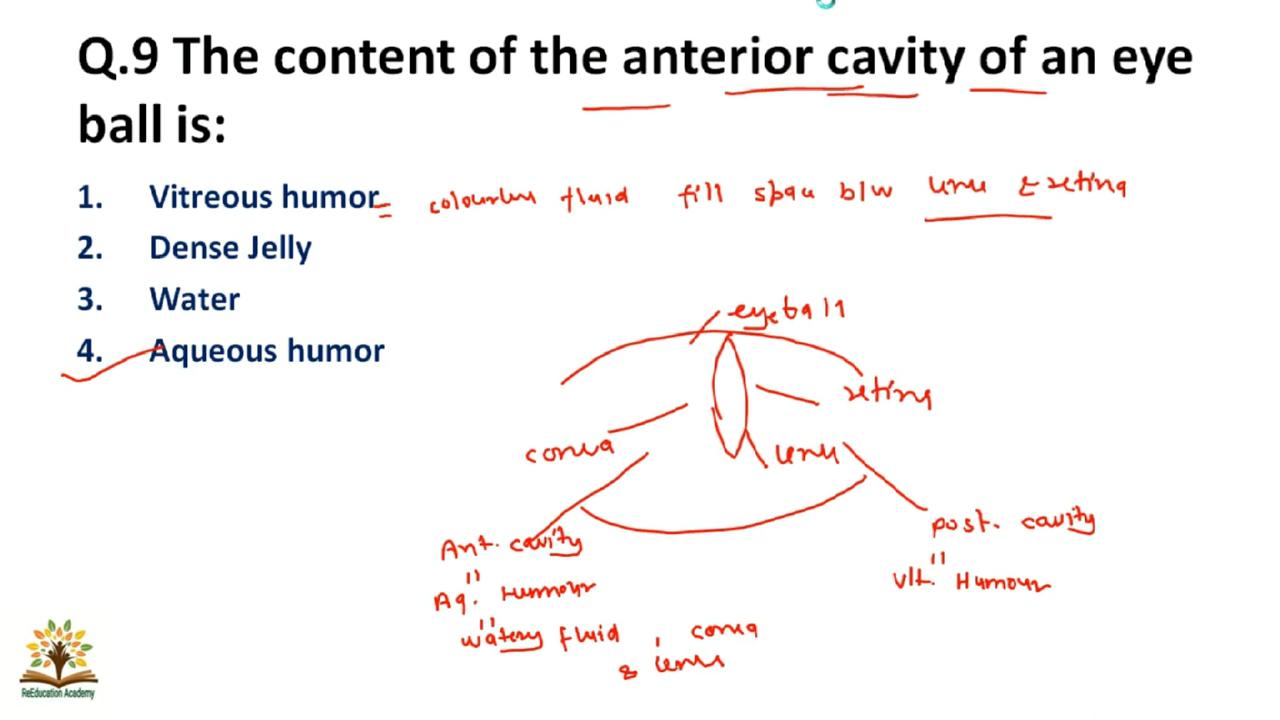 Q.9 The content of the anterior cavity of an eye
ball is:
1. Vitreous humor = colourless fluid fill space b/w lens & retina
2. Dense Jelly
3. Water
4. Aqueous humor
eyeball
retina
cornea
lens
Ant. cavity
post. cavity
"
"
Aq. Humour
vit. Humour
"
watery fluid, cornea
& lens
ReEducation Academy